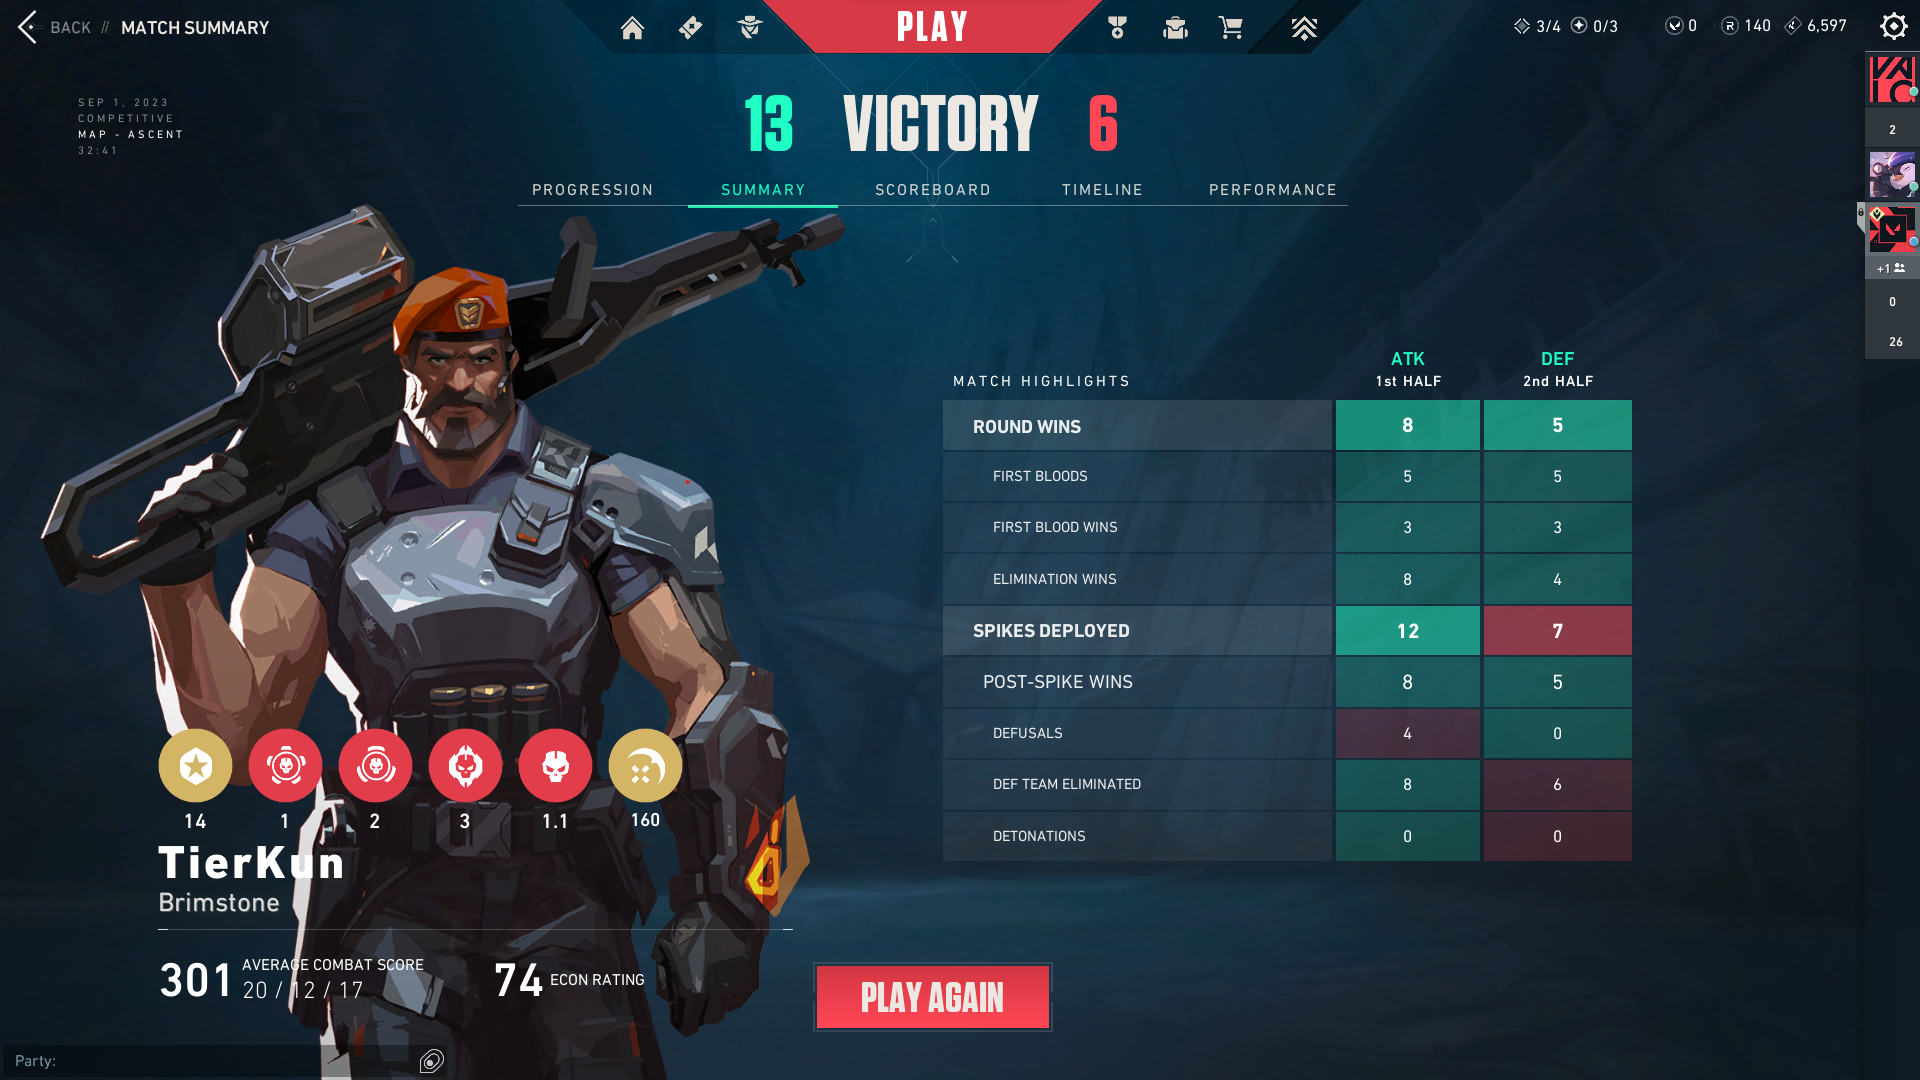 BACK // MATCH SUMMARY
PLAY
3/4 0/3 0 140 6,597
SEP 1, 2023
COMPETITIVE
MAP - ASCENT
32:41
13 VICTORY 6
PROGRESSION SUMMARY SCOREBOARD TIMELINE PERFORMANCE
2
+1
0
26
ATK DEF
MATCH HIGHLIGHTS 1st HALF 2nd HALF
ROUND WINS 8 5
FIRST BLOODS 5 5
FIRST BLOOD WINS 3 3
ELIMINATION WINS 8 4
SPIKES DEPLOYED 12 7
POST-SPIKE WINS 8 5
DEFUSALS 4 0
DEF TEAM ELIMINATED 8 6
DETONATIONS 0 0
14 1 2 3 1.1 160
TierKun
Brimstone
301 AVERAGE COMBAT SCORE
20 / 12 / 17
74 ECON RATING
PLAY AGAIN
Party: